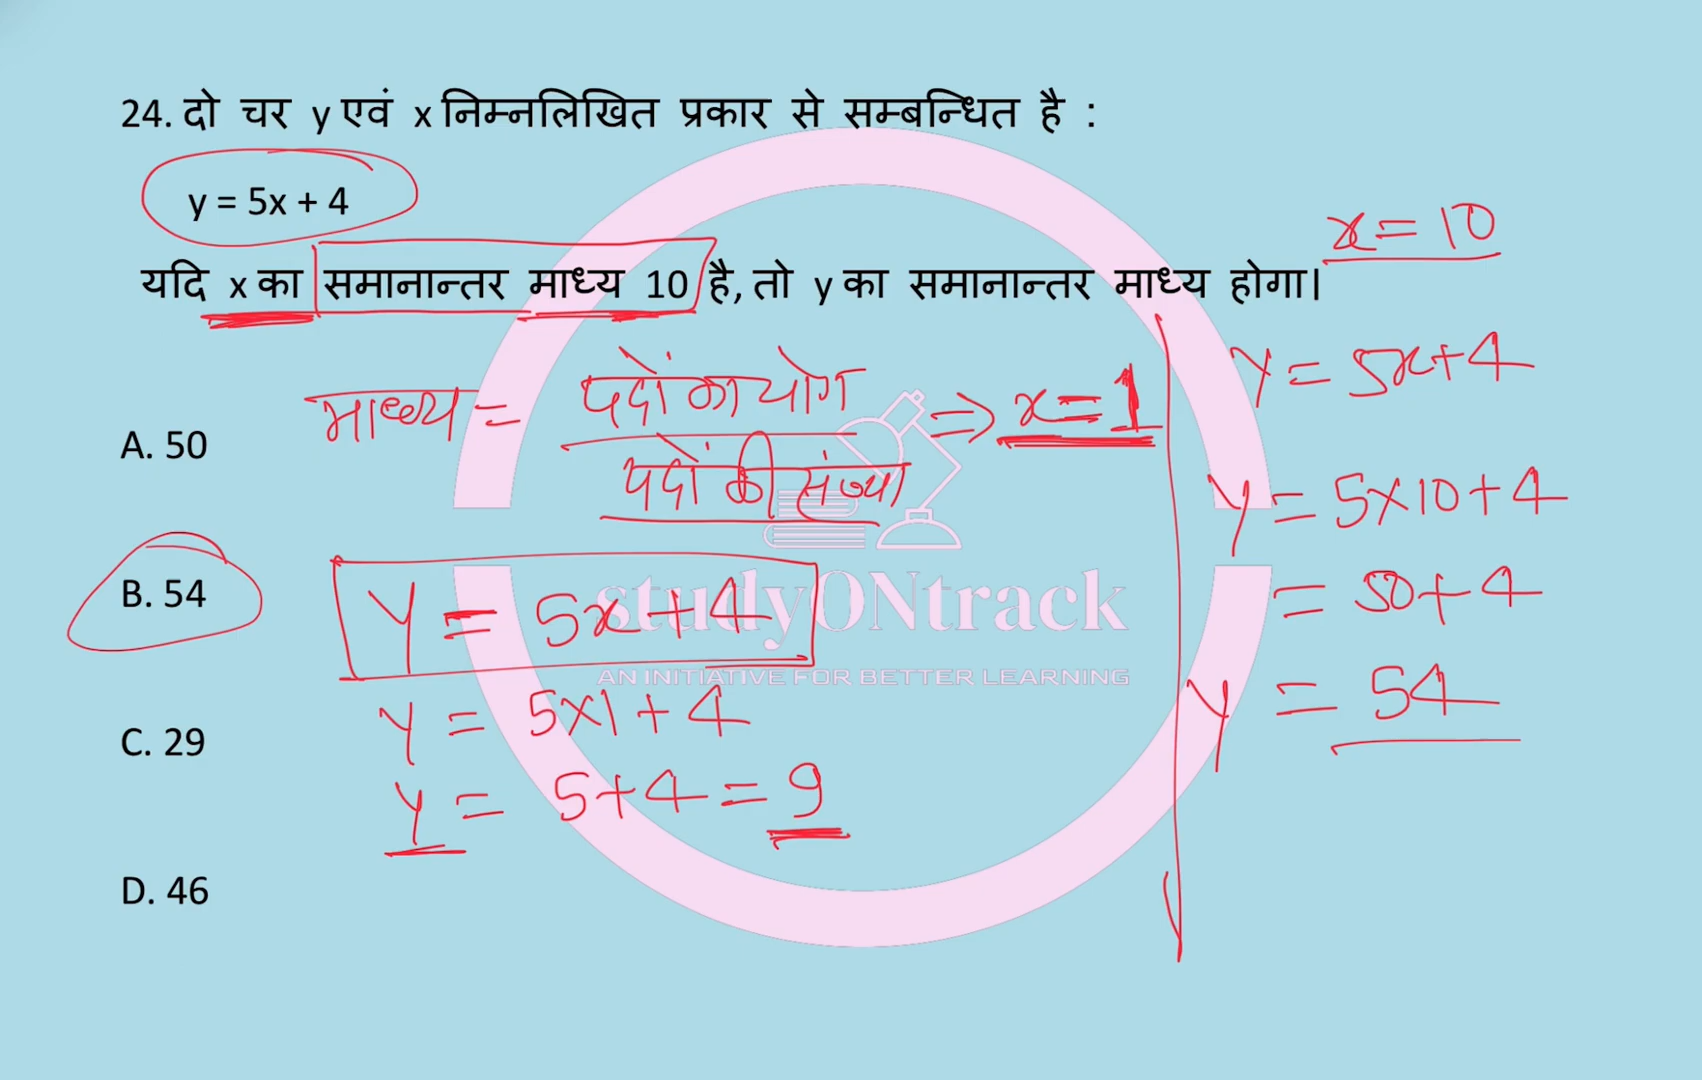 24. दो चर y एवं x निम्नलिखित प्रकार से सम्बन्धित है :
y = 5x + 4
x = 10
यदि x का समानान्तर माध्य 10 है, तो y का समानान्तर माध्य होगा।
माध्य = पदों का योग / पदों की संख्या ⇒ x = 1
A. 50
B. 54
C. 29
D. 46
y = 5x + 4
y = 5×1 + 4
y = 5+4 = 9
y = 5x+4
y = 5×10+4
= 50+4
y = 54
studyONtrack
AN INITIATIVE FOR BETTER LEARNING